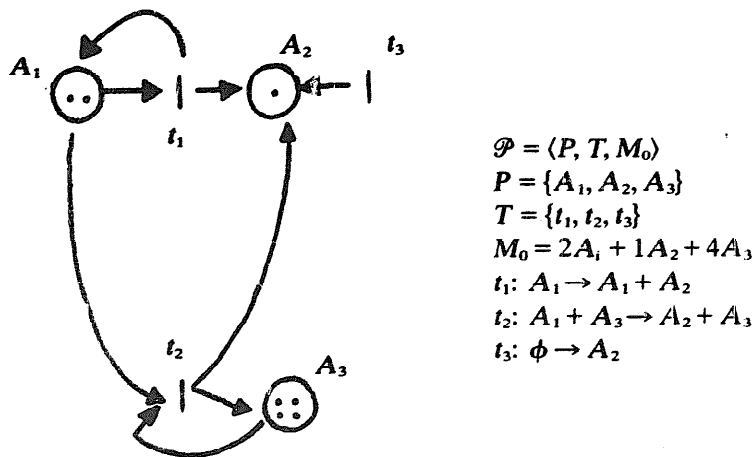 A₁
A₂
t₃
t₁
t₂
A₃
𝒫 = ⟨P, T, M₀⟩
P = {A₁, A₂, A₃}
T = {t₁, t₂, t₃}
M₀ = 2Aᵢ + 1A₂ + 4A₃
t₁: A₁ → A₁ + A₂
t₂: A₁ + A₃ → A₂ + A₃
t₃: ϕ → A₂